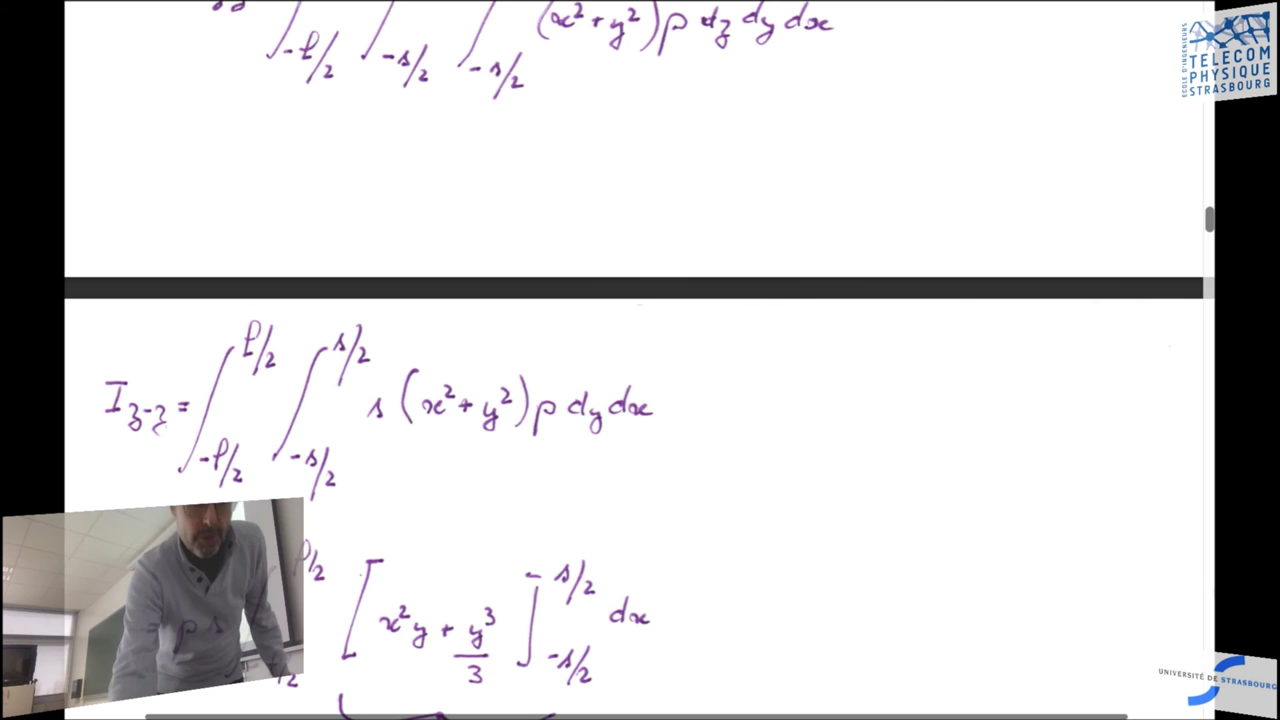 ∫_{-ℓ/2} ∫_{-s/2} ∫_{-s/2} (x² + y²) ρ dz dy dx
ECOLE D'INGENIEURS
TELECOM
PHYSIQUE
STRASBOURG
I_{z-z} = ∫_{-ℓ/2}^{ℓ/2} ∫_{-s/2}^{s/2} s (x² + y²) ρ dy dx
= ρ s ∫^{ℓ/2} [x²y + y³/3]_{-s/2}^{s/2} dx
UNIVERSITÉ DE STRASBOURG